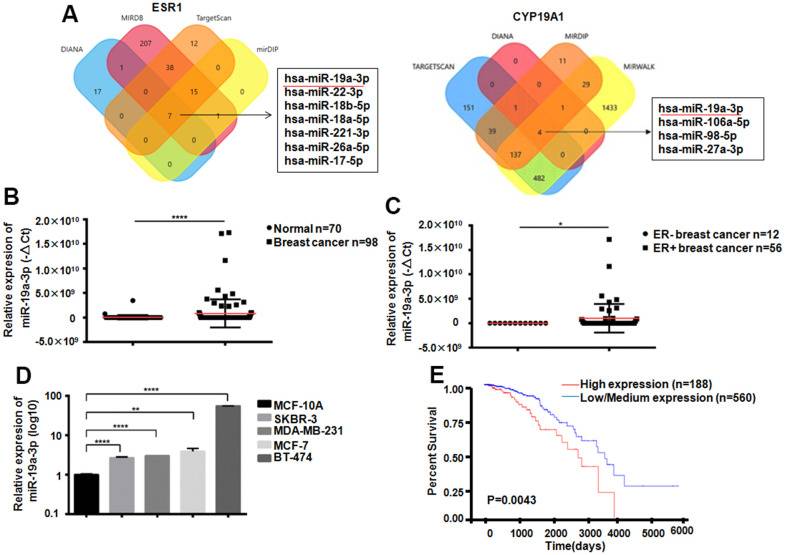 A
ESR1
MIRDB
TargetScan
DIANA
mirDIP
207
12
1
38
0
17
15
0
0
7
1
0
0
0
hsa-miR-19a-3p
hsa-miR-22-3p
hsa-miR-18b-5p
hsa-miR-18a-5p
hsa-miR-221-3p
hsa-miR-26a-5p
hsa-miR-17-5p
CYP19A1
DIANA
MIRDIP
TARGETSCAN
MIRWALK
0
11
0
0
29
151
1
1
1433
39
4
0
137
0
482
hsa-miR-19a-3p
hsa-miR-106a-5p
hsa-miR-98-5p
hsa-miR-27a-3p
B
Relative expresion of
miR-19a-3p (-△Ct)
2.0×10¹⁰
1.5×10¹⁰
1.0×10¹⁰
5.0×10⁹
0
-5.0×10⁹
****
Normal n=70
Breast cancer n=98
C
Relative expresion of
miR-19a-3p (-△Ct)
2.0×10¹⁰
1.5×10¹⁰
1.0×10¹⁰
5.0×10⁹
0
-5.0×10⁹
*
ER- breast cancer n=12
ER+ breast cancer n=56
D
Relative expresion of
miR-19a-3p (log10)
100
10
1
0.1
****
**
****
****
MCF-10A
SKBR-3
MDA-MB-231
MCF-7
BT-474
E
Percent Survival
1.00
0.75
0.50
0.25
0.00
High expression (n=188)
Low/Medium expression (n=560)
P=0.0043
0 1000 2000 3000 4000 5000 6000
Time(days)